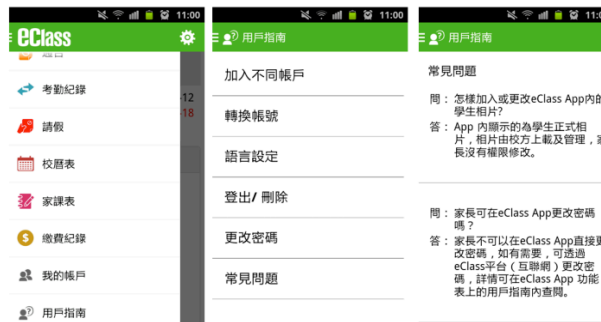 11:00
eClass
考勤紀錄
-12
-18
請假
校曆表
家課表
繳費紀錄
我的帳戶
用戶指南
11:00
用戶指南
加入不同帳戶
轉換帳號
語言設定
登出/ 刪除
更改密碼
常見問題
11:0
用戶指南
常見問題
問： 怎樣加入或更改eClass App內的
學生相片?
答： App 內顯示的為學生正式相
片，相片由校方上載及管理，家
長沒有權限修改。
問： 家長可在eClass App更改密碼
嗎？
答： 家長不可以在eClass App直接更
改密碼，如有需要，可透過
eClass平台（互聯網）更改密
碼，詳情可在eClass App 功能
表上的用戶指南內查閱。